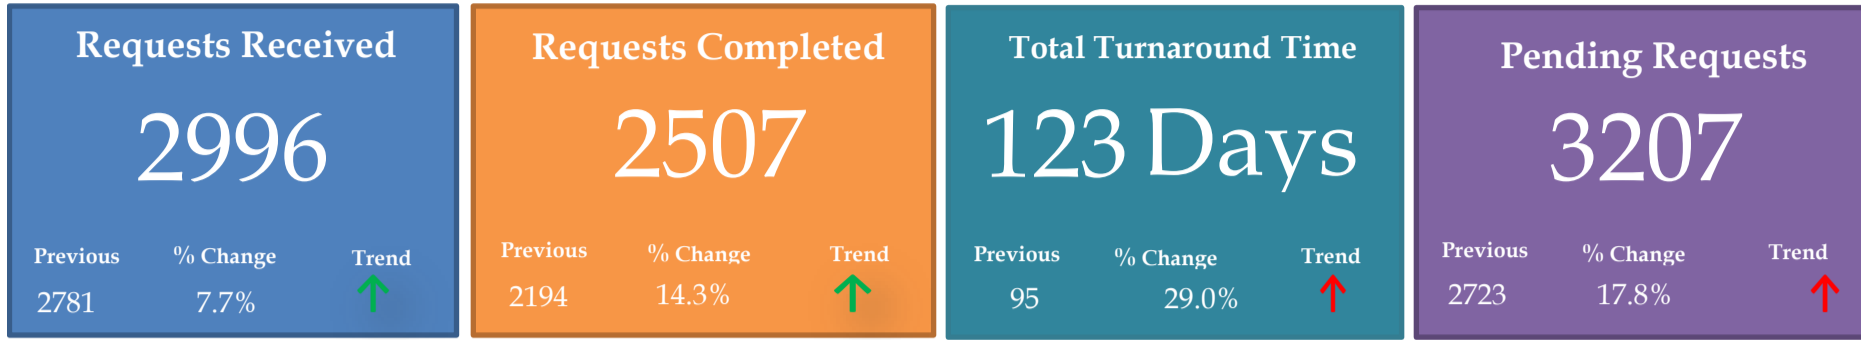 Requests Received
2996
Previous % Change Trend
2781 7.7%
Requests Completed
2507
Previous % Change Trend
2194 14.3%
Total Turnaround Time
123 Days
Previous % Change Trend
95 29.0%
Pending Requests
3207
Previous % Change Trend
2723 17.8%